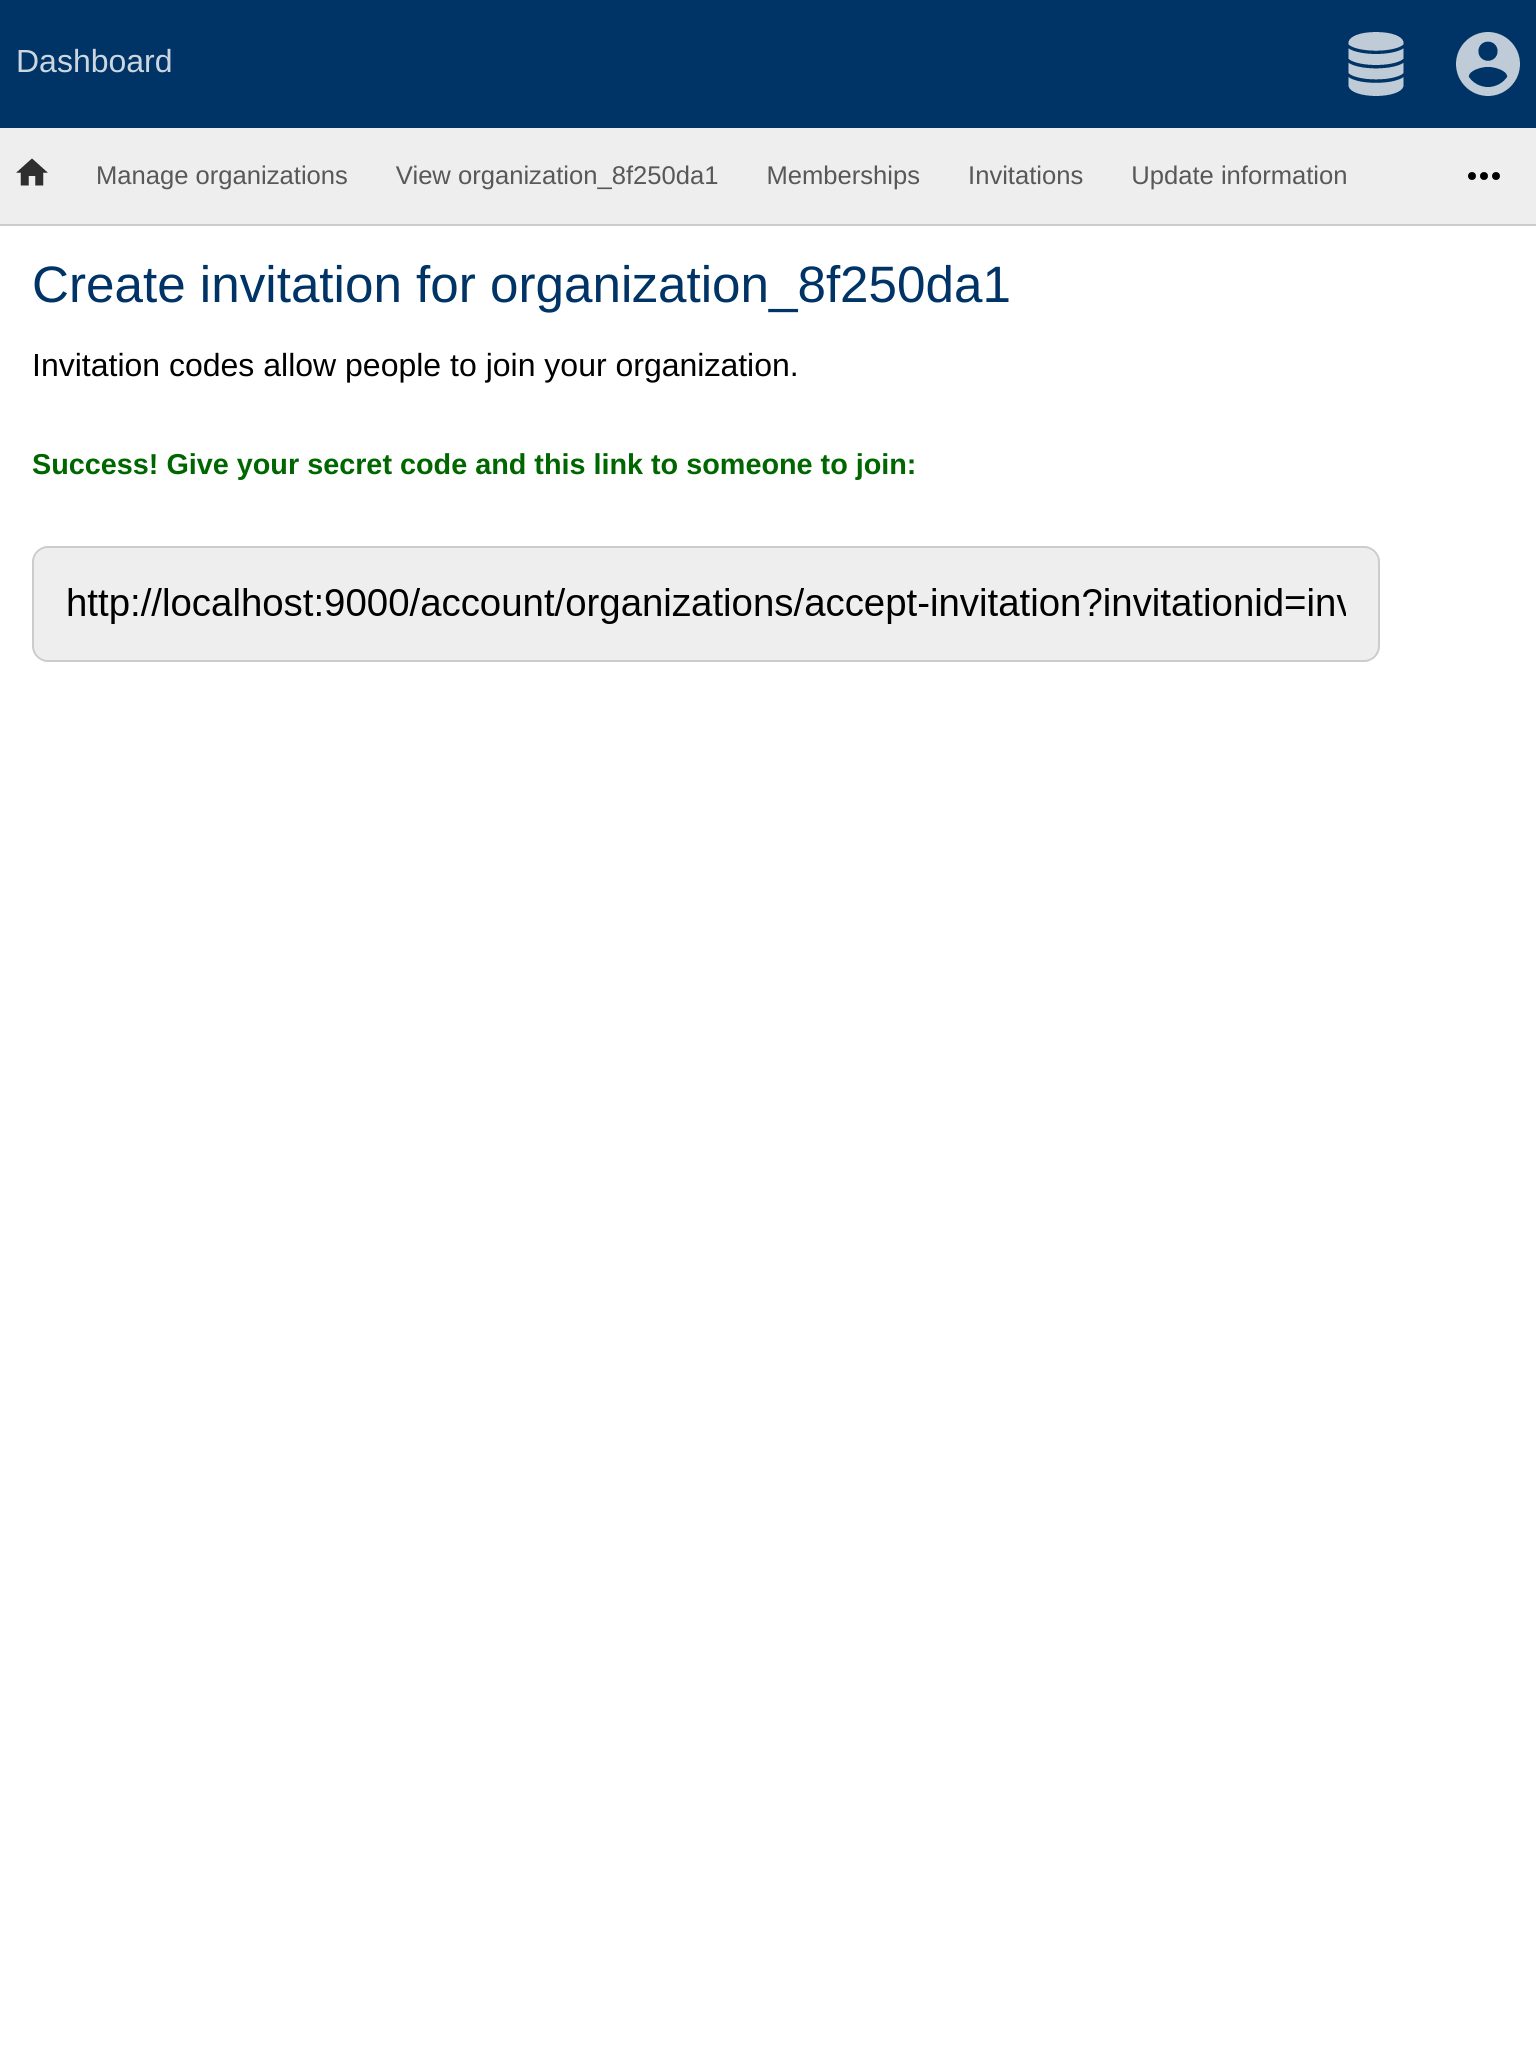 Dashboard
Manage organizations View organization_8f250da1 Memberships Invitations Update information
Create invitation for organization_8f250da1
Invitation codes allow people to join your organization.
Success! Give your secret code and this link to someone to join:
http://localhost:9000/account/organizations/accept-invitation?invitationid=inv